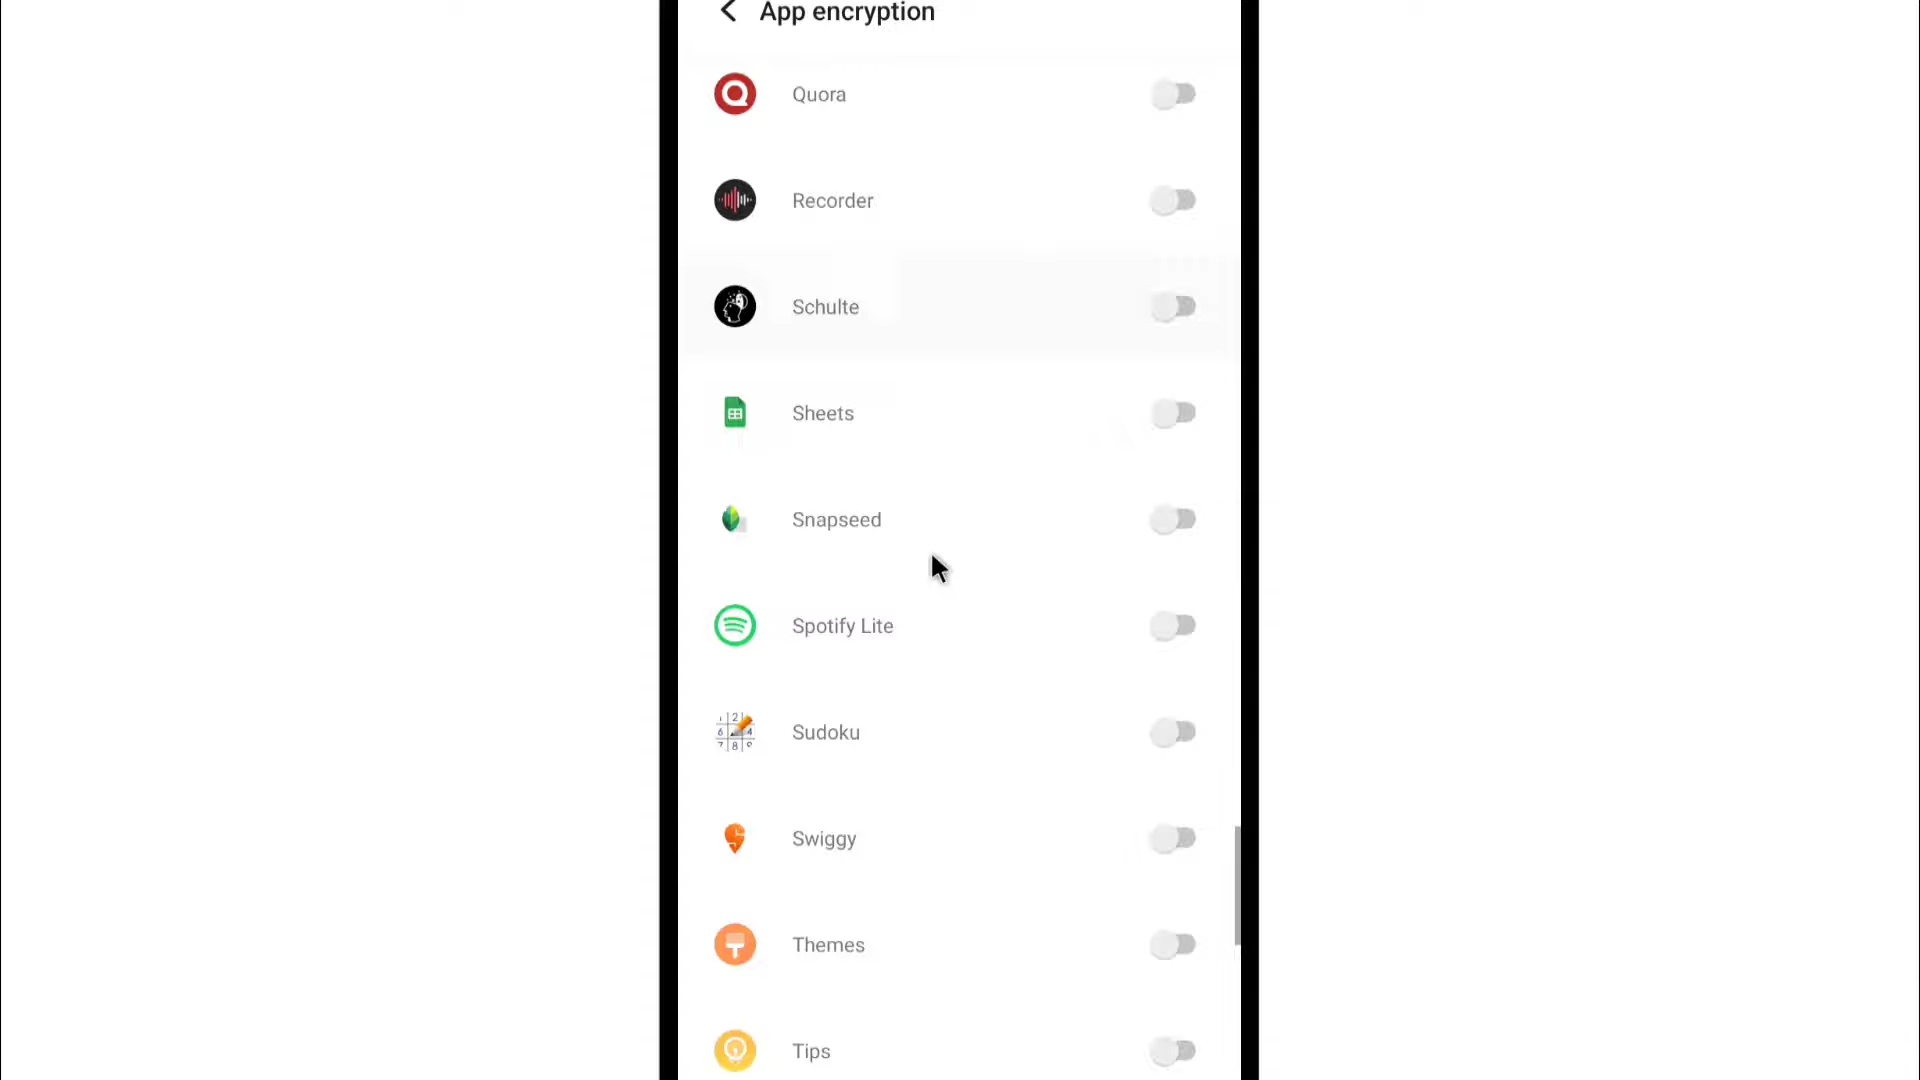 App encryption
Quora
Recorder
Schulte
Sheets
Snapseed
Spotify Lite
Sudoku
Swiggy
Themes
Tips